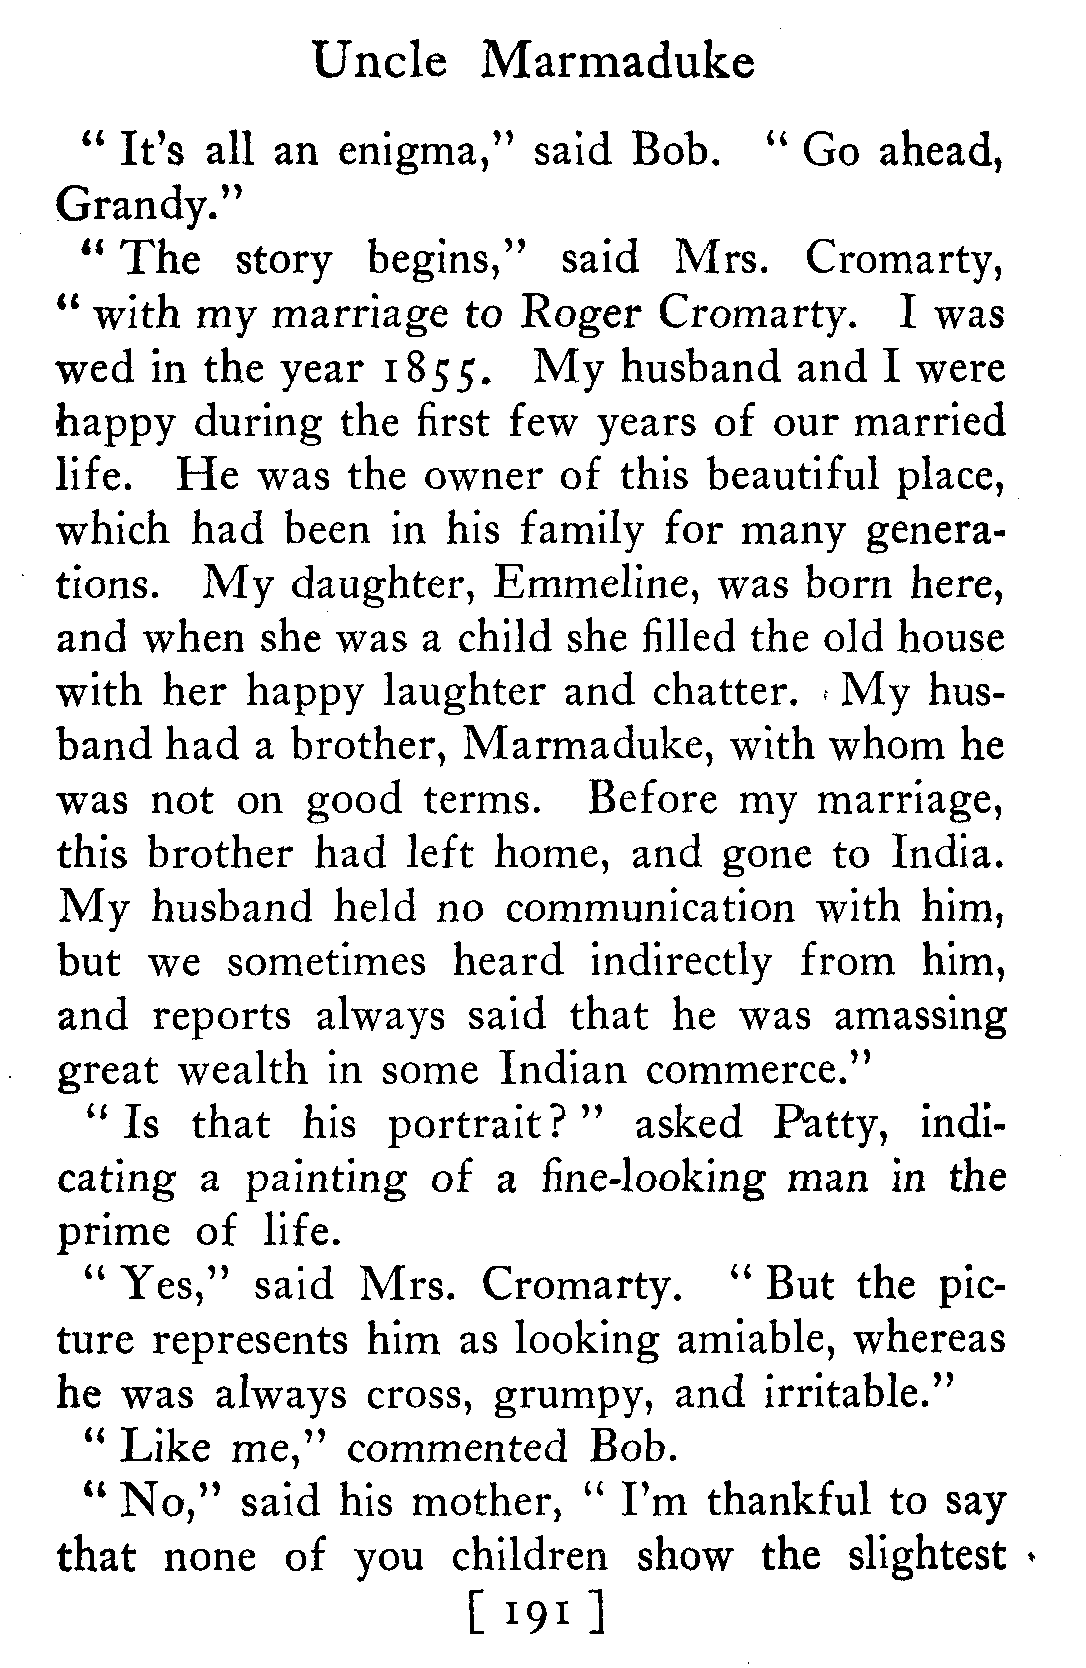 Uncle Marmaduke
“ It's all an enigma,” said Bob. “ Go ahead,
Grandy.”
“ The story begins,” said Mrs. Cromarty,
“ with my marriage to Roger Cromarty. I was
wed in the year 1855. My husband and I were
happy during the first few years of our married
life. He was the owner of this beautiful place,
which had been in his family for many genera-
tions. My daughter, Emmeline, was born here,
and when she was a child she filled the old house
with her happy laughter and chatter. My hus-
band had a brother, Marmaduke, with whom he
was not on good terms. Before my marriage,
this brother had left home, and gone to India.
My husband held no communication with him,
but we sometimes heard indirectly from him,
and reports always said that he was amassing
great wealth in some Indian commerce.”
“ Is that his portrait? ” asked Patty, indi-
cating a painting of a fine-looking man in the
prime of life.
“ Yes,” said Mrs. Cromarty. “ But the pic-
ture represents him as looking amiable, whereas
he was always cross, grumpy, and irritable.”
“ Like me,” commented Bob.
“ No,” said his mother, “ I'm thankful to say
that none of you children show the slightest
[ 191 ]